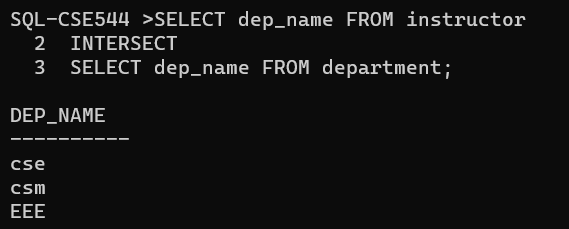 SQL-CSE544 >SELECT dep_name FROM instructor
  2  INTERSECT
  3  SELECT dep_name FROM department;

DEP_NAME
----------
cse
csm
EEE